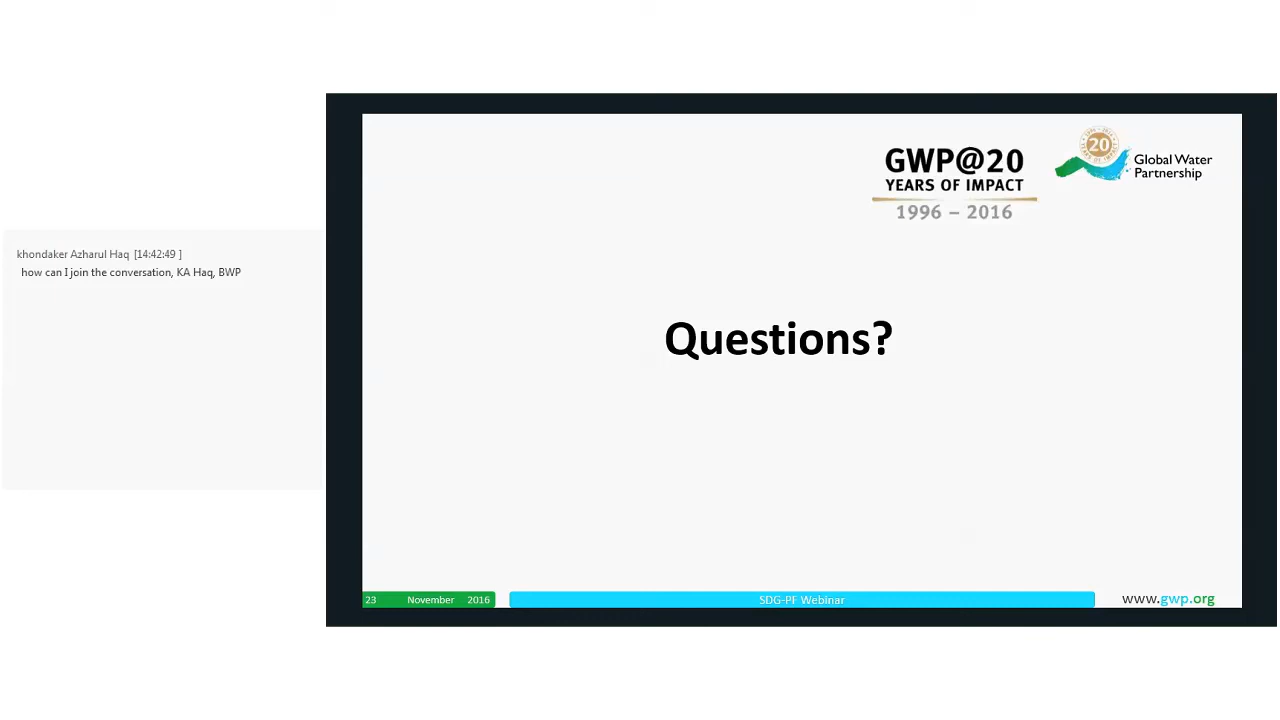 khondaker Azharul Haq [14:42:49 ]
how can I join the conversation, KA Haq, BWP
GWP@20
YEARS OF IMPACT
1996 – 2016
20
Global Water
Partnership
Questions?
23 November 2016
SDG-PF Webinar
www.gwp.org